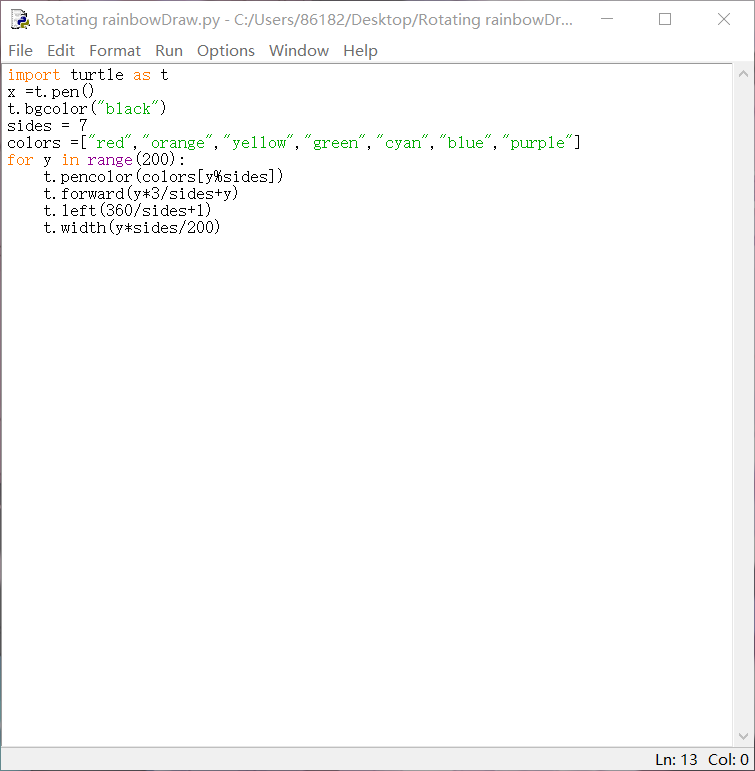 Rotating rainbowDraw.py - C:/Users/86182/Desktop/Rotating rainbowDr...
File Edit Format Run Options Window Help
import turtle as t
x =t.pen()
t.bgcolor("black")
sides = 7
colors =["red","orange","yellow","green","cyan","blue","purple"]
for y in range(200):
    t.pencolor(colors[y%sides])
    t.forward(y*3/sides+y)
    t.left(360/sides+1)
    t.width(y*sides/200)
Ln: 13 Col: 0